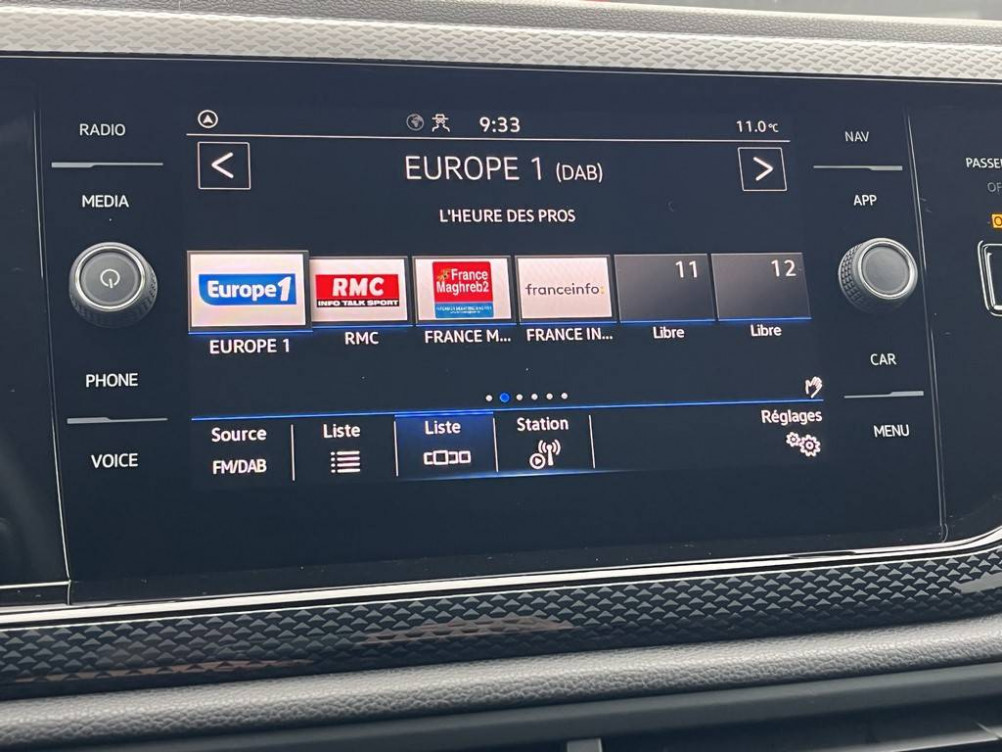 RADIO
MEDIA
PHONE
VOICE
9:33
11.0°C
<
EUROPE 1 (DAB)
>
L'HEURE DES PROS
Europe1
RMC
INFO TALK SPORT
France
Maghreb2
franceinfo:
11
12
EUROPE 1
RMC
FRANCE M...
FRANCE IN...
Libre
Libre
Source
FM/DAB
Liste
Liste
Station
Réglages
NAV
APP
CAR
MENU